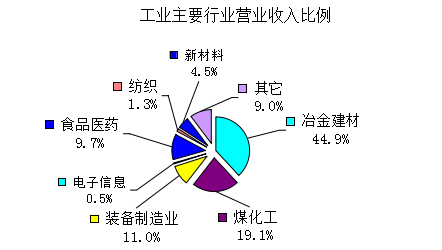 工业主要行业营业收入比例
新材料
4.5%
其它
9.0%
纺织
1.3%
冶金建材
44.9%
食品医药
9.7%
电子信息
0.5%
装备制造业
11.0%
煤化工
19.1%